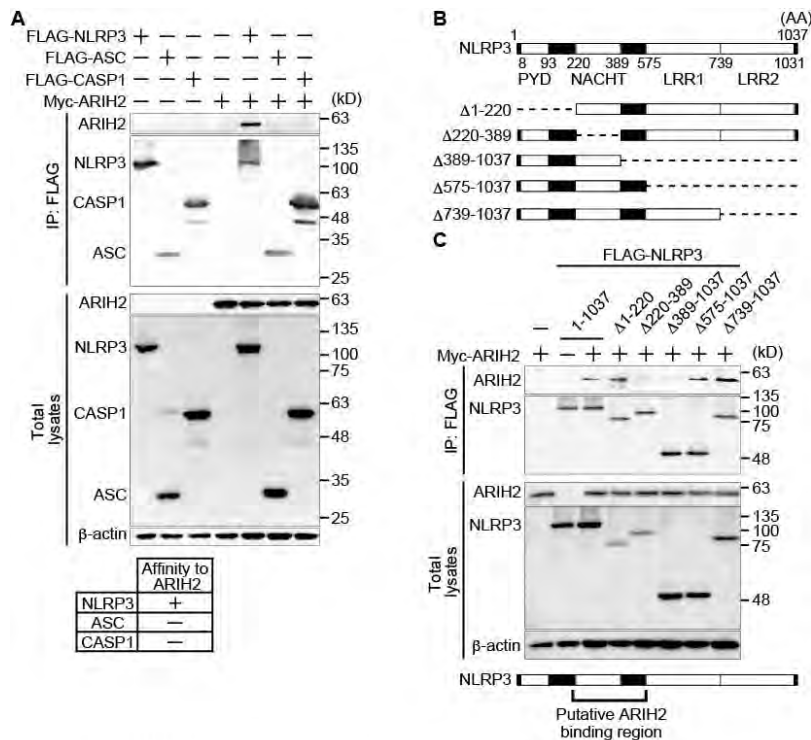 A
FLAG-NLRP3 + – – – + – –
FLAG-ASC – + – – – + –
FLAG-CASP1 – – + – – – +
Myc-ARIH2 – – – + + + + (kD)
IP: FLAG
ARIH2
63
NLRP3
135
100
75
CASP1
63
48
35
ASC
25
Total lysates
ARIH2
63
NLRP3
135
100
75
CASP1
63
48
ASC
35
25
β-actin
Affinity to
ARIH2
NLRP3 +
ASC –
CASP1 –
B
(AA)
1 1037
NLRP3
8 93 220 389 575 739 1031
PYD NACHT LRR1 LRR2
Δ1-220
Δ220-389
Δ389-1037
Δ575-1037
Δ739-1037
C
FLAG-NLRP3
– 1-1037 Δ1-220 Δ220-389 Δ389-1037 Δ575-1037 Δ739-1037
Myc-ARIH2 + – + + + + + + (kD)
IP: FLAG
ARIH2
63
NLRP3
135
100
75
48
Total lysates
ARIH2
63
NLRP3
135
100
75
48
β-actin
NLRP3
Putative ARIH2
binding region